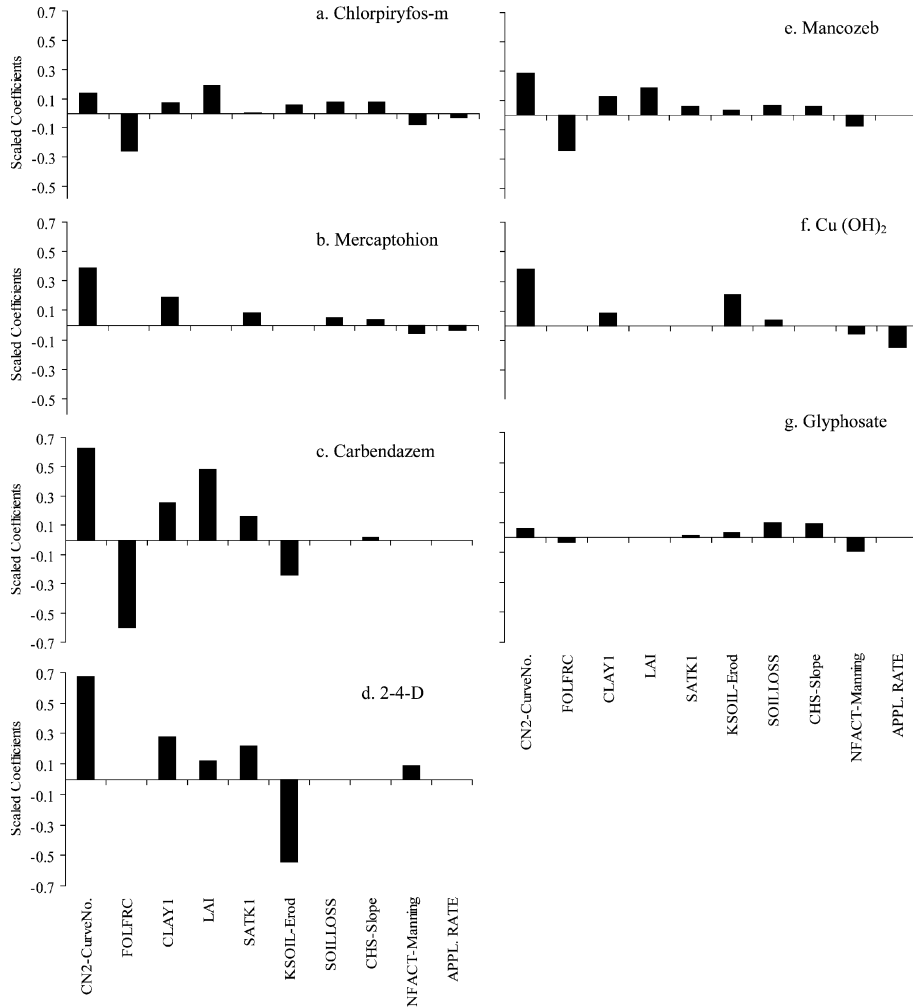 a. Chlorpiryfos-m
Scaled Coefficients
0.7
0.5
0.3
0.1
-0.1
-0.3
-0.5
b. Mercaptohion
Scaled Coefficients
0.7
0.5
0.3
0.1
-0.1
-0.3
-0.5
c. Carbendazem
Scaled Coefficients
0.7
0.5
0.3
0.1
-0.1
-0.3
-0.5
-0.7
d. 2-4-D
Scaled Coefficients
0.7
0.5
0.3
0.1
-0.1
-0.3
-0.5
-0.7
CN2-CurveNo.
FOLFRC
CLAY1
LAI
SATK1
KSOIL-Erod
SOILLOSS
CHS-Slope
NFACT-Manning
APPL. RATE
e. Mancozeb
f. Cu (OH)₂
g. Glyphosate
CN2-CurveNo.
FOLFRC
CLAY1
LAI
SATK1
KSOIL-Erod
SOILLOSS
CHS-Slope
NFACT-Manning
APPL. RATE